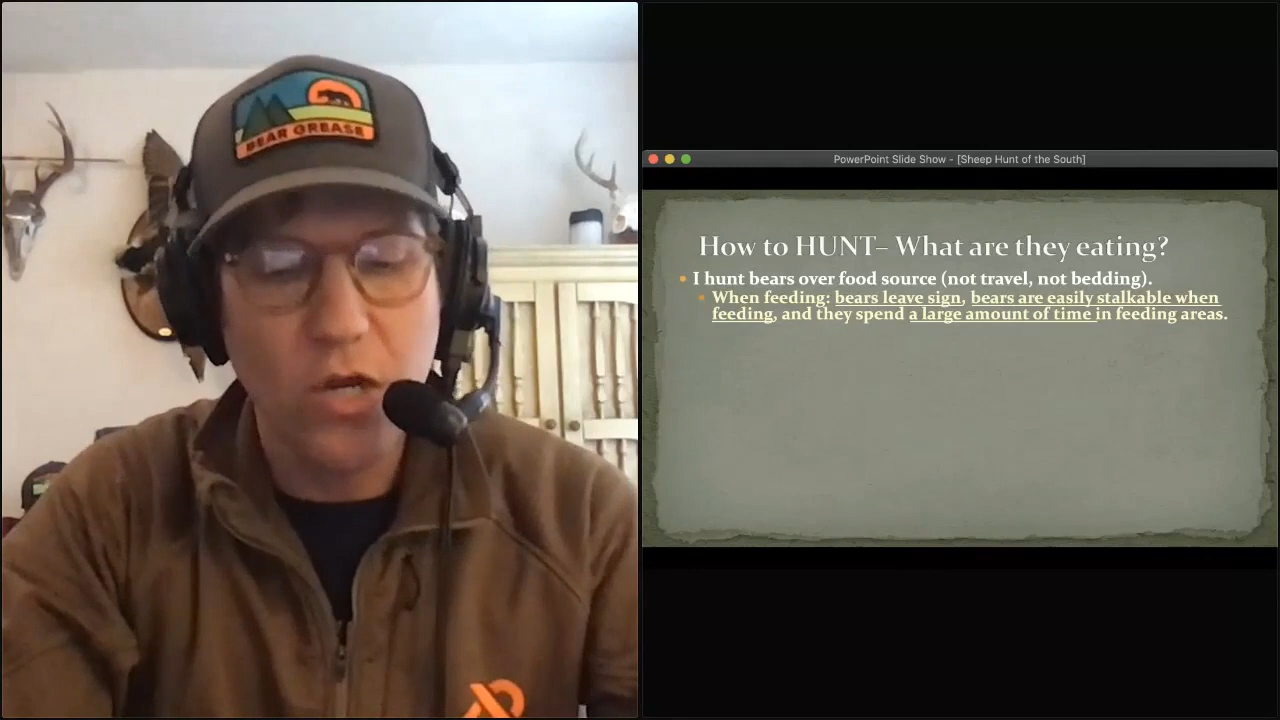 BEAR GREASE
PowerPoint Slide Show - [Sheep Hunt of the South]
How to HUNT– What are they eating?
I hunt bears over food source (not travel, not bedding).
When feeding: bears leave sign, bears are easily stalkable when
feeding, and they spend a large amount of time in feeding areas.